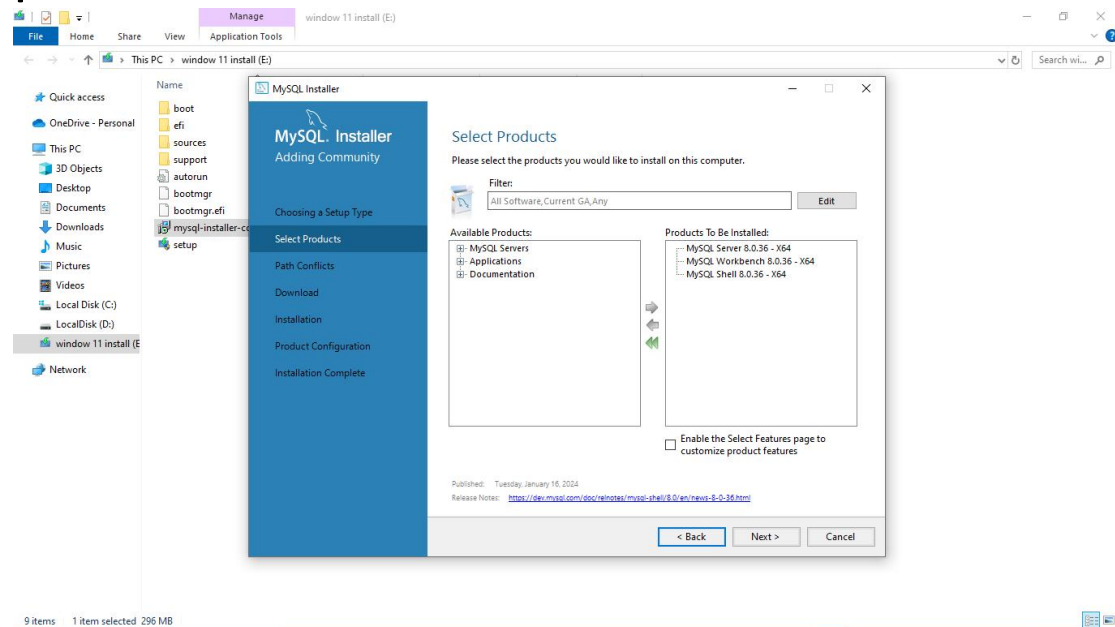 Manage
window 11 install (E:)
File Home Share View Application Tools
This PC > window 11 install (E:)
Search wi...
Quick access
OneDrive - Personal
This PC
3D Objects
Desktop
Documents
Downloads
Music
Pictures
Videos
Local Disk (C:)
LocalDisk (D:)
window 11 install (E
Network
Name
boot
efi
sources
support
autorun
bootmgr
bootmgr.efi
mysql-installer-co
setup
MySQL Installer
MySQL. Installer
Adding Community
Choosing a Setup Type
Select Products
Path Conflicts
Download
Installation
Product Configuration
Installation Complete
Select Products
Please select the products you would like to install on this computer.
Filter:
All Software,Current GA,Any
Edit
Available Products:
MySQL Servers
Applications
Documentation
Products To Be Installed:
MySQL Server 8.0.36 - X64
MySQL Workbench 8.0.36 - X64
MySQL Shell 8.0.36 - X64
Enable the Select Features page to
customize product features
Published: Tuesday, January 16, 2024
Release Notes: https://dev.mysql.com/doc/relnotes/mysql-shell/8.0/en/news-8-0-36.html
< Back Next > Cancel
9 items 1 item selected 296 MB